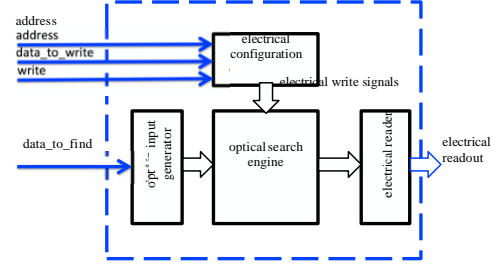 address
address
data_to_write
write
electrical
configuration
electrical write signals
data_to_find
input
generator
optical search
engine
electrical reader
electrical
readout